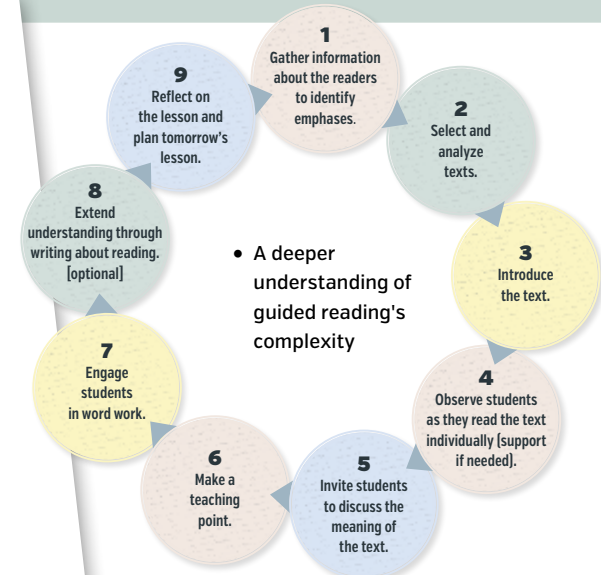 1
Gather information
about the readers
to identify
emphases.
2
Select and
analyze
texts.
3
Introduce
the text.
4
Observe students
as they read the text
individually (support
if needed).
5
Invite students
to discuss the
meaning of
the text.
6
Make a
teaching
point.
7
Engage
students
in word work.
8
Extend
understanding through
writing about reading.
[optional]
9
Reflect on
the lesson and
plan tomorrow's
lesson.
• A deeper
understanding of
guided reading's
complexity